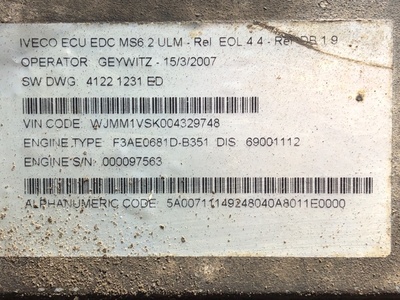 IVECO ECU EDC MS6.2 ULM - Rel. EOL 4.4 - Rel. DB 1.9
OPERATOR: GEYWITZ - 15/3/2007
SW DWG: 4122 1231 ED
VIN CODE: WJMM1VSK004329748
ENGINE TYPE: F3AE0681D-B351 DIS: 69001112
ENGINE S/N: 000097563
ALPHANUMERIC CODE: 5A00711149248040A8011E0000